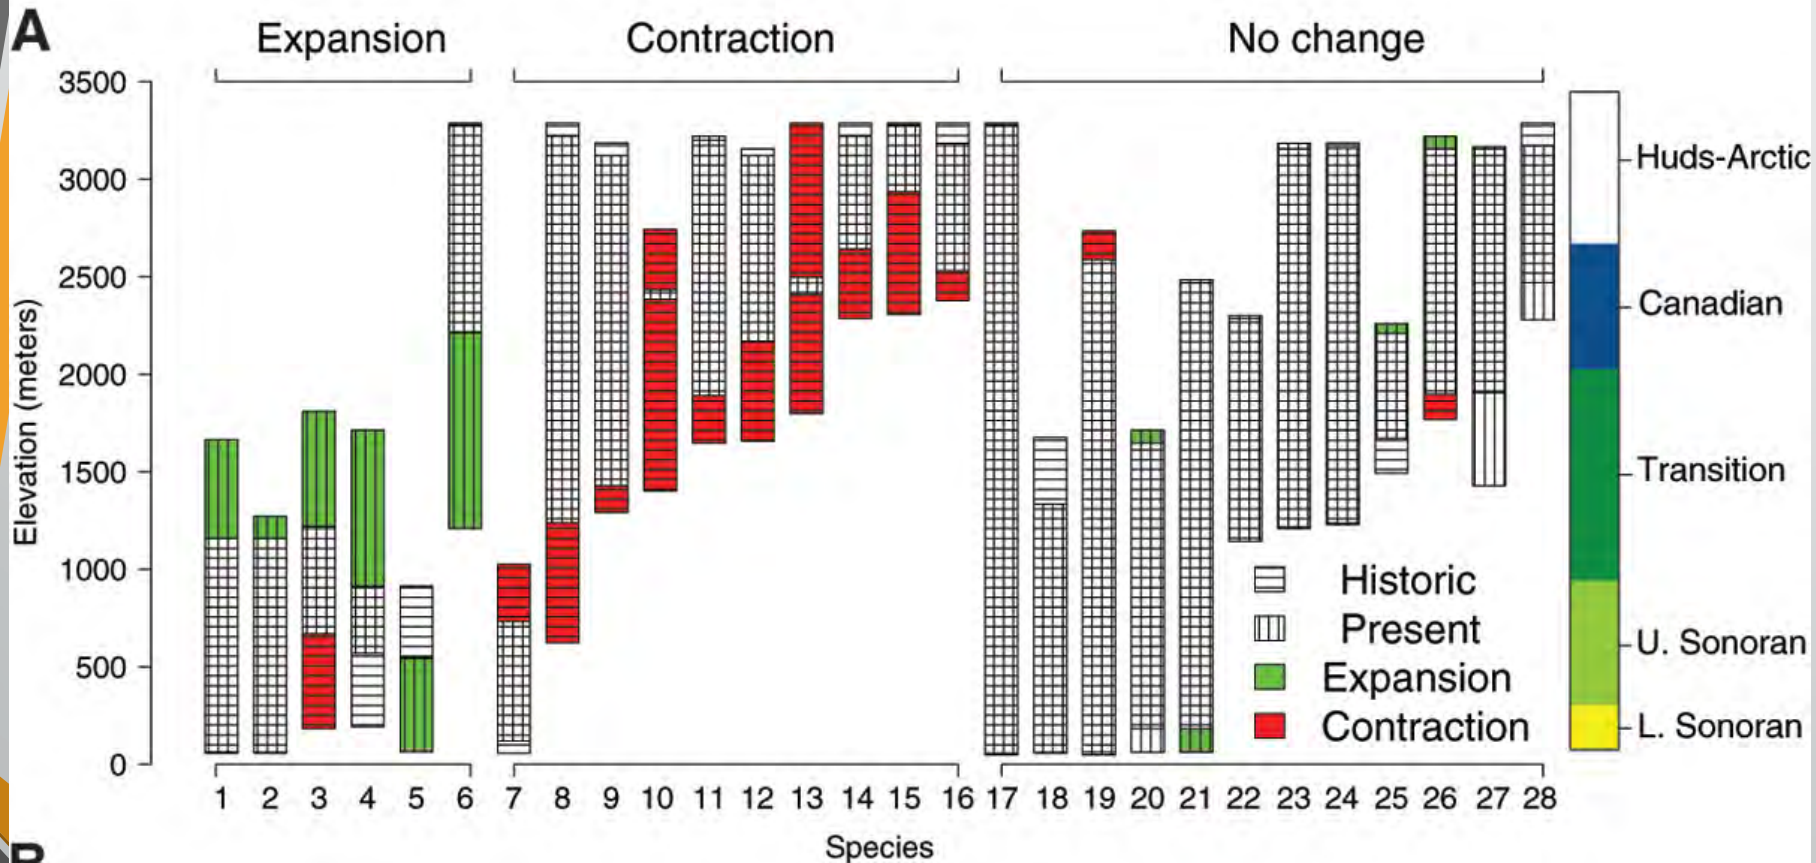 A
Expansion
Contraction
No change
3500
3000
2500
2000
1500
1000
500
0
Elevation (meters)
Historic
Present
Expansion
Contraction
Huds-Arctic
Canadian
Transition
U. Sonoran
L. Sonoran
1 2 3 4 5 6 7 8 9 10 11 12 13 14 15 16 17 18 19 20 21 22 23 24 25 26 27 28
Species
B